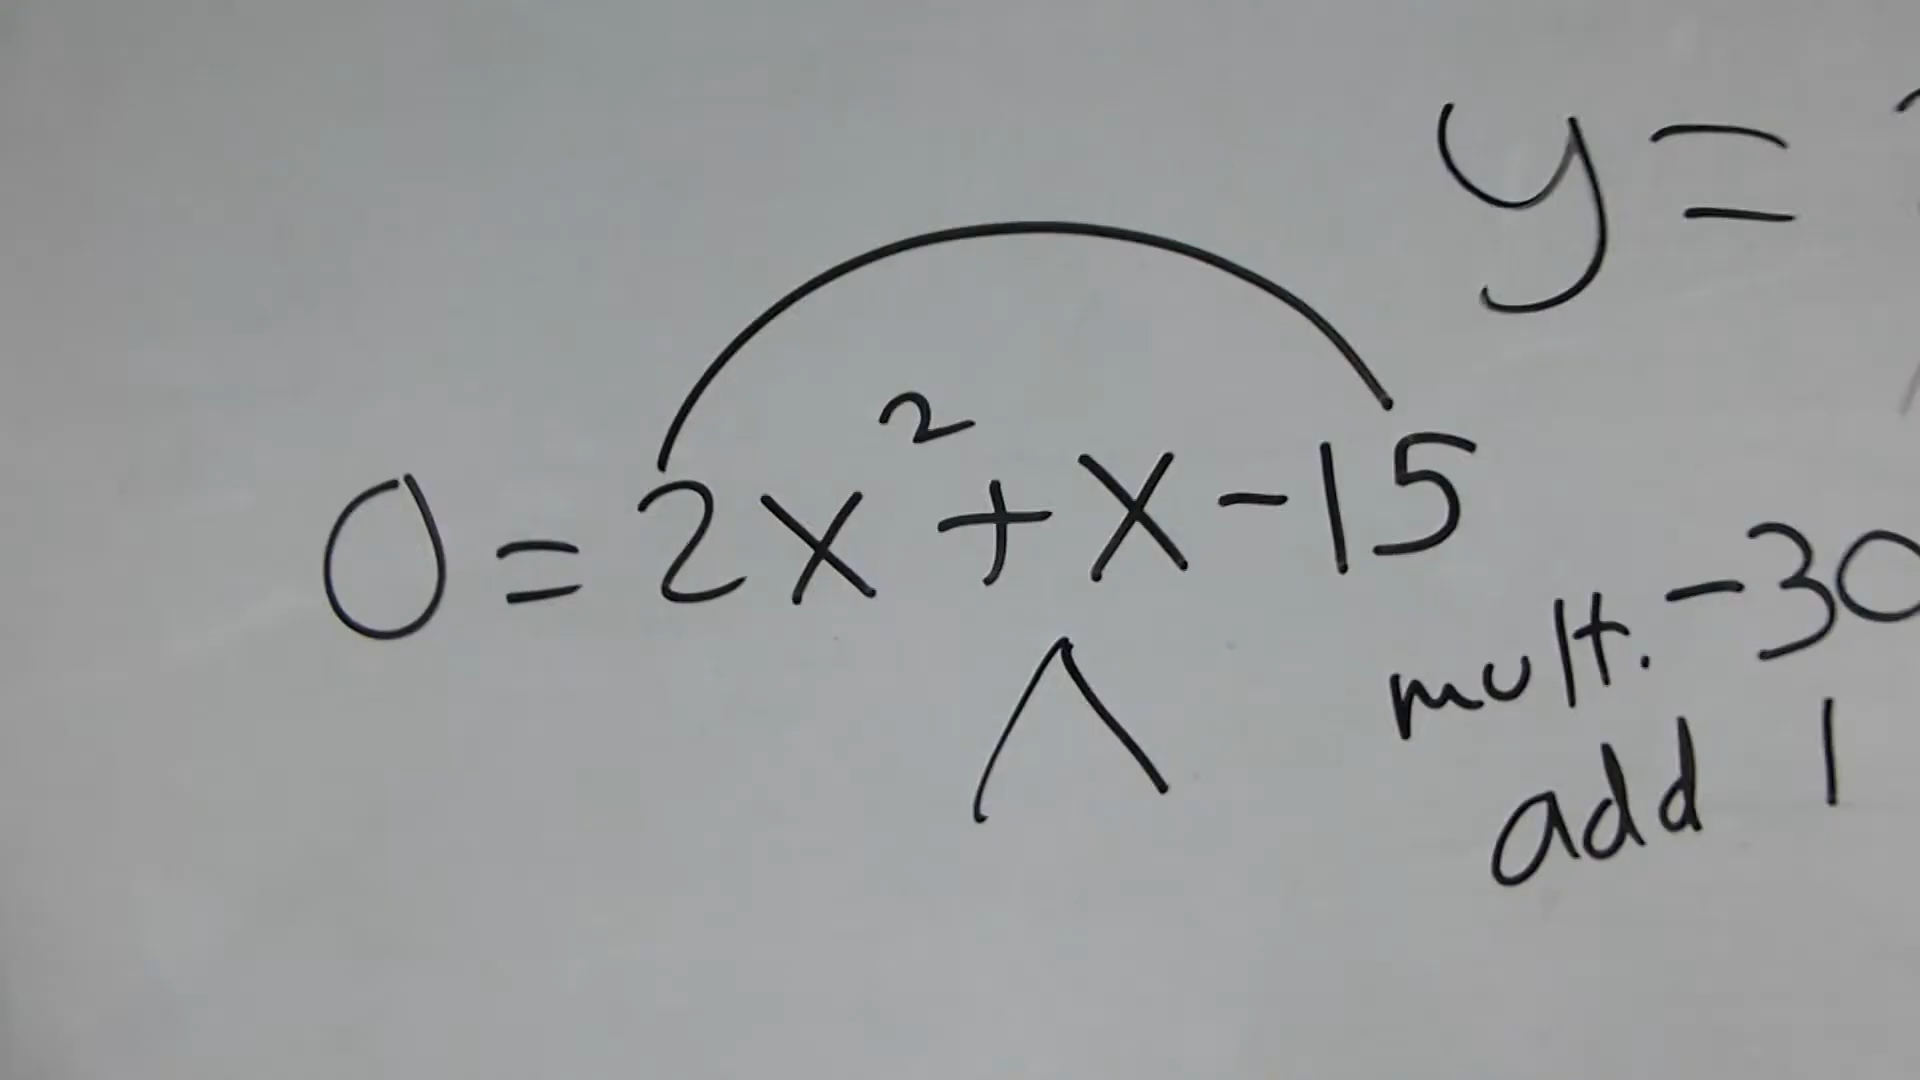 y=
0=2x²+x-15
mult. -30
add 1